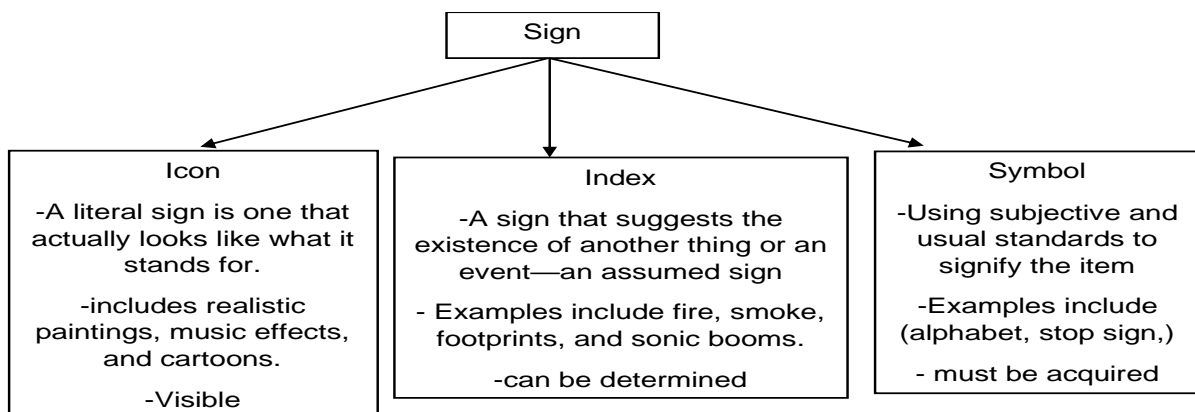 Sign
Icon
-A literal sign is one that
actually looks like what it
stands for.
-includes realistic
paintings, music effects,
and cartoons.
-Visible
Index
-A sign that suggests the
existence of another thing or an
event—an assumed sign
- Examples include fire, smoke,
footprints, and sonic booms.
-can be determined
Symbol
-Using subjective and
usual standards to
signify the item
-Examples include
(alphabet, stop sign,)
- must be acquired